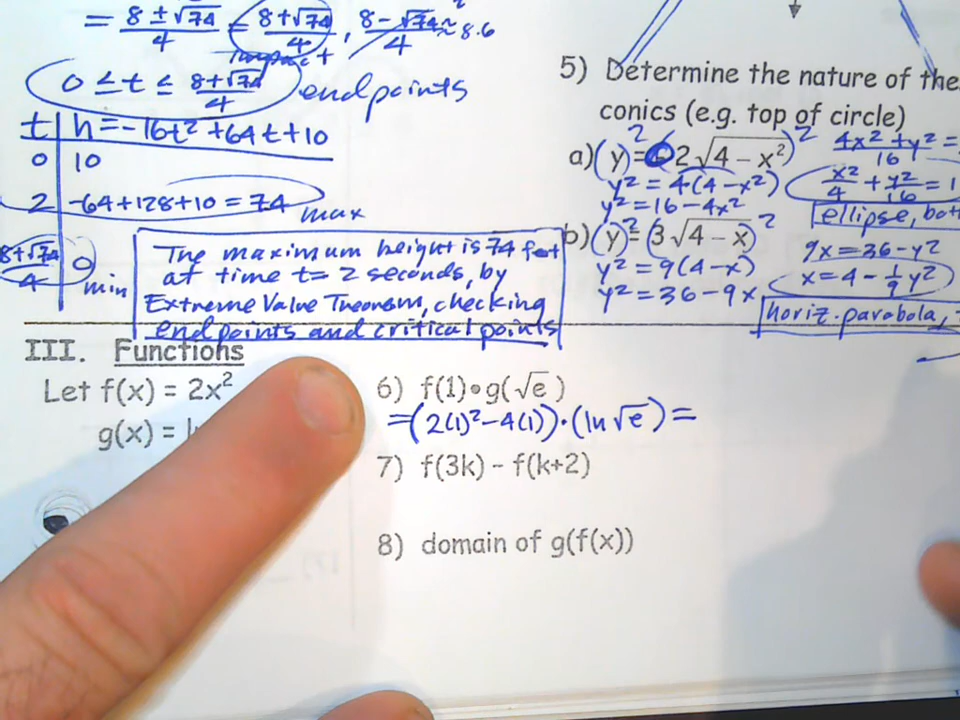 = 8 ± √74 / 4 = 8+√74 / 4 , 8 - √74 / 4 ≈ 8.6
impact
0 ≤ t ≤ 8+√74 / 4 endpoints
t | h = -16t² + 64t + 10
0 | 10
2 | -64 + 128 + 10 = 74 max
8+√74 / 4 | 0 min
The maximum height is 74 feet
at time t = 2 seconds, by
Extreme Value Theorem, checking
endpoints and critical points
5) Determine the nature of the
conics (e.g. top of circle)
a) (y)² = (2√4 - x²)²
y² = 4(4 - x²)
y² = 16 - 4x²
4x² + y² =
16
x²/4 + y²/16 = 1
ellipse,
b) (y)² = (3√4 - x)²
y² = 9(4 - x)
y² = 36 - 9x
9x = 36 - y²
x = 4 - 1/9 y²
horiz. parabola,
III. Functions
Let f(x) = 2x²
g(x) =
6) f(1)•g(√e)
= (2(1)² - 4(1))·(ln √e) =
7) f(3k) - f(k+2)
8) domain of g(f(x))